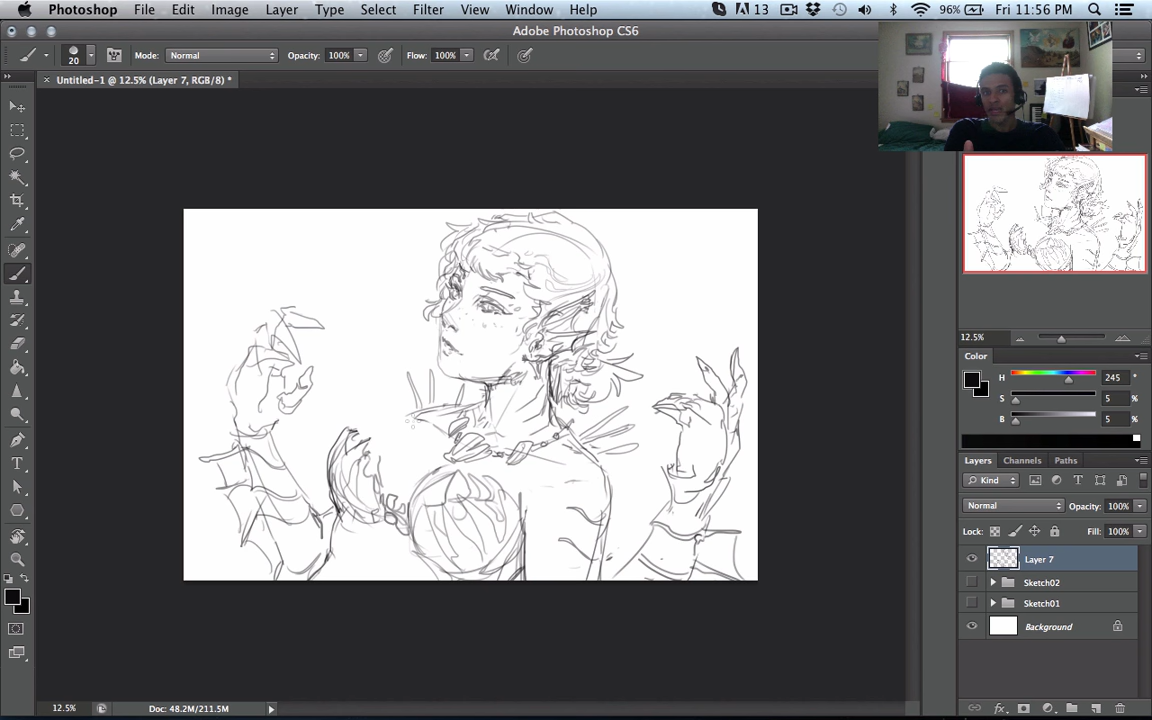 Photoshop File Edit Image Layer Type Select Filter View Window Help 13 96% Fri 11:56 PM
Adobe Photoshop CS6
20 Mode: Normal Opacity: 100% Flow: 100%
× Untitled-1 @ 12.5% (Layer 7, RGB/8) *
12.5%
Color
H 245 °
S 5 %
B 5 %
Layers Channels Paths
Kind
Normal Opacity: 100%
Lock: Fill: 100%
Layer 7
Sketch02
Sketch01
Background
12.5% Doc: 48.2M/211.5M
fx